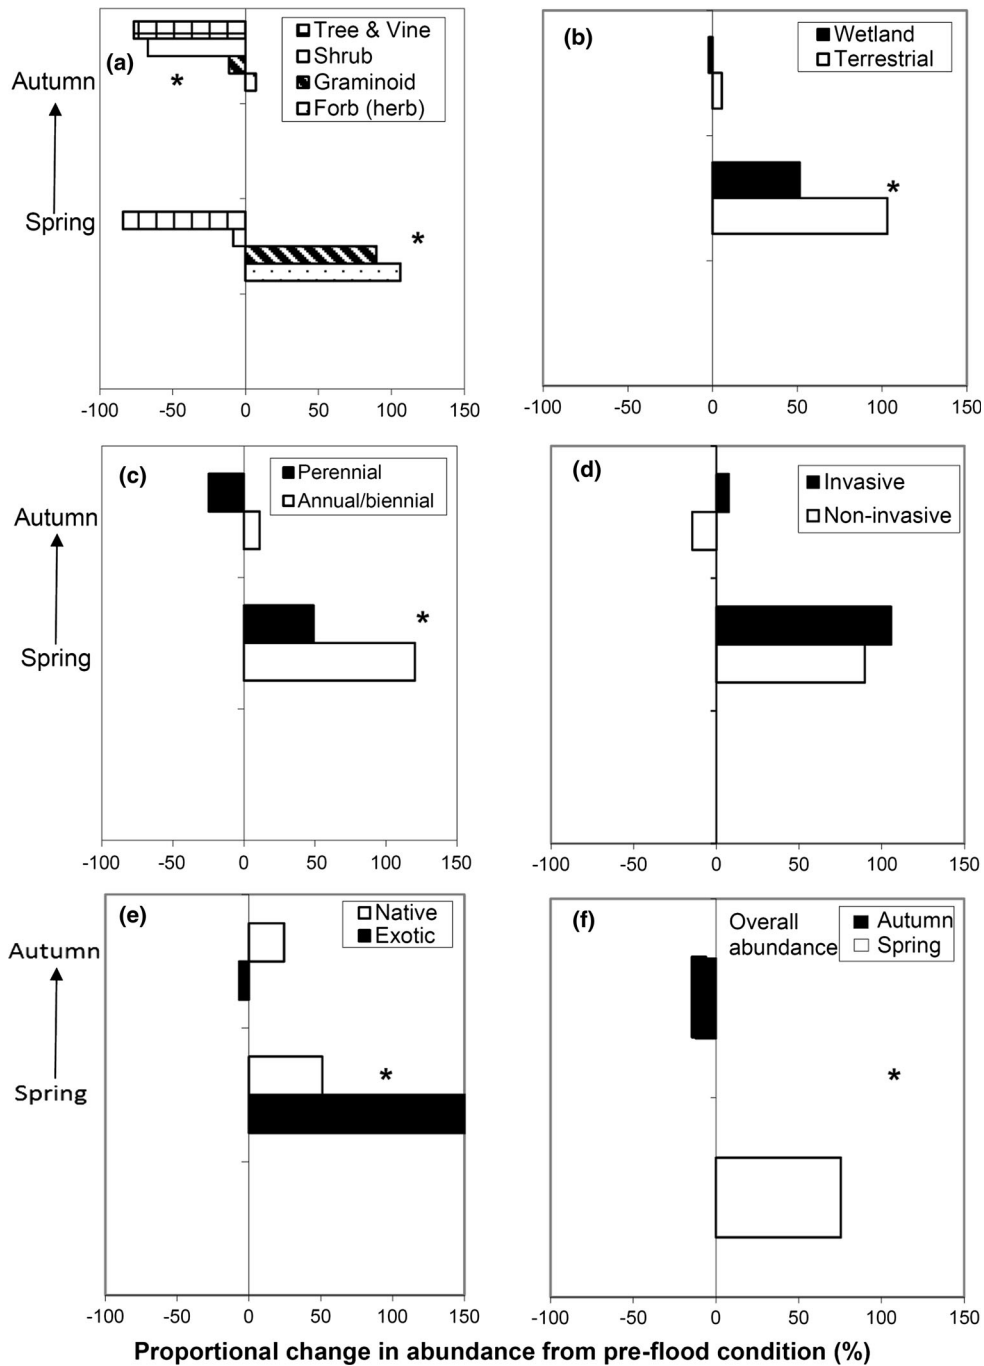 (a)
Tree & Vine
Shrub
Graminoid
Forb (herb)
Autumn
*
Spring
*
-100 -50 0 50 100 150
(b)
Wetland
Terrestrial
*
-100 -50 0 50 100 150
(c)
Perennial
Annual/biennial
Autumn
Spring
*
-100 -50 0 50 100 150
(d)
Invasive
Non-invasive
-100 -50 0 50 100 150
(e)
Native
Exotic
Autumn
Spring
*
-100 -50 0 50 100 150
(f)
Overall
abundance
Autumn
Spring
*
-100 -50 0 50 100 150
Proportional change in abundance from pre-flood condition (%)